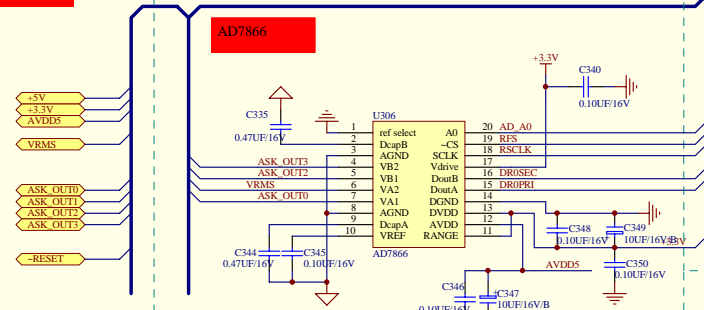 AD7866
+5V
+3.3V
AVDD5
VRMS
ASK_OUT0
ASK_OUT1
ASK_OUT2
ASK_OUT3
~RESET
C335
0.47UF/16V
ASK_OUT3
ASK_OUT2
VRMS
ASK_OUT0
C344
0.47UF/16V
C345
0.10UF/16V
U306
1 ref select A0 20 AD_A0
2 DcapB ~CS 19 RFS
3 AGND SCLK 18 RSCLK
4 VB2 Vdrive 17
5 VB1 DoutB 16 DR0SEC
6 VA2 DoutA 15 DR0PRI
7 VA1 DGND 14
8 AGND DVDD 13
9 DcapA AVDD 12
10 VREF RANGE 11
AD7866
+3.3V
C340
0.10UF/16V
C348
0.10UF/16V
C349
10UF/16V/B
C350
0.10UF/16V
AVDD5
C346
0.10UF/16V
+C347
10UF/16V/B